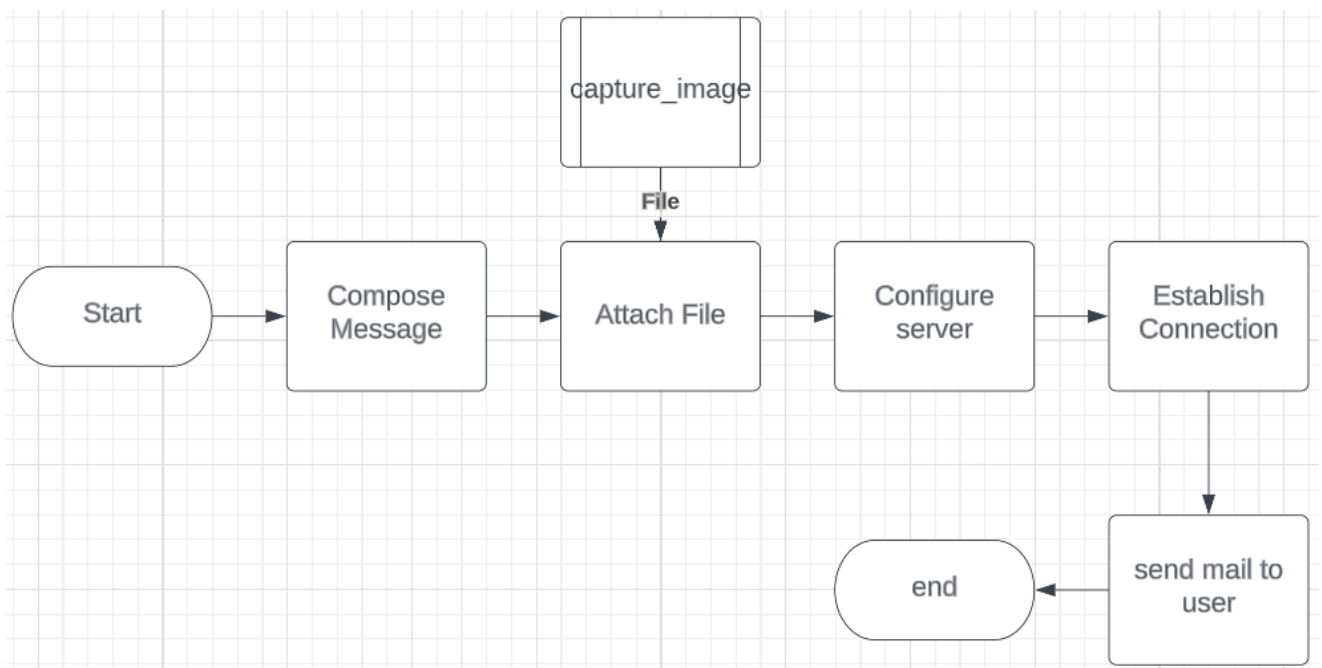 capture_image
File
Start
Compose
Message
Attach File
Configure
server
Establish
Connection
send mail to
user
end